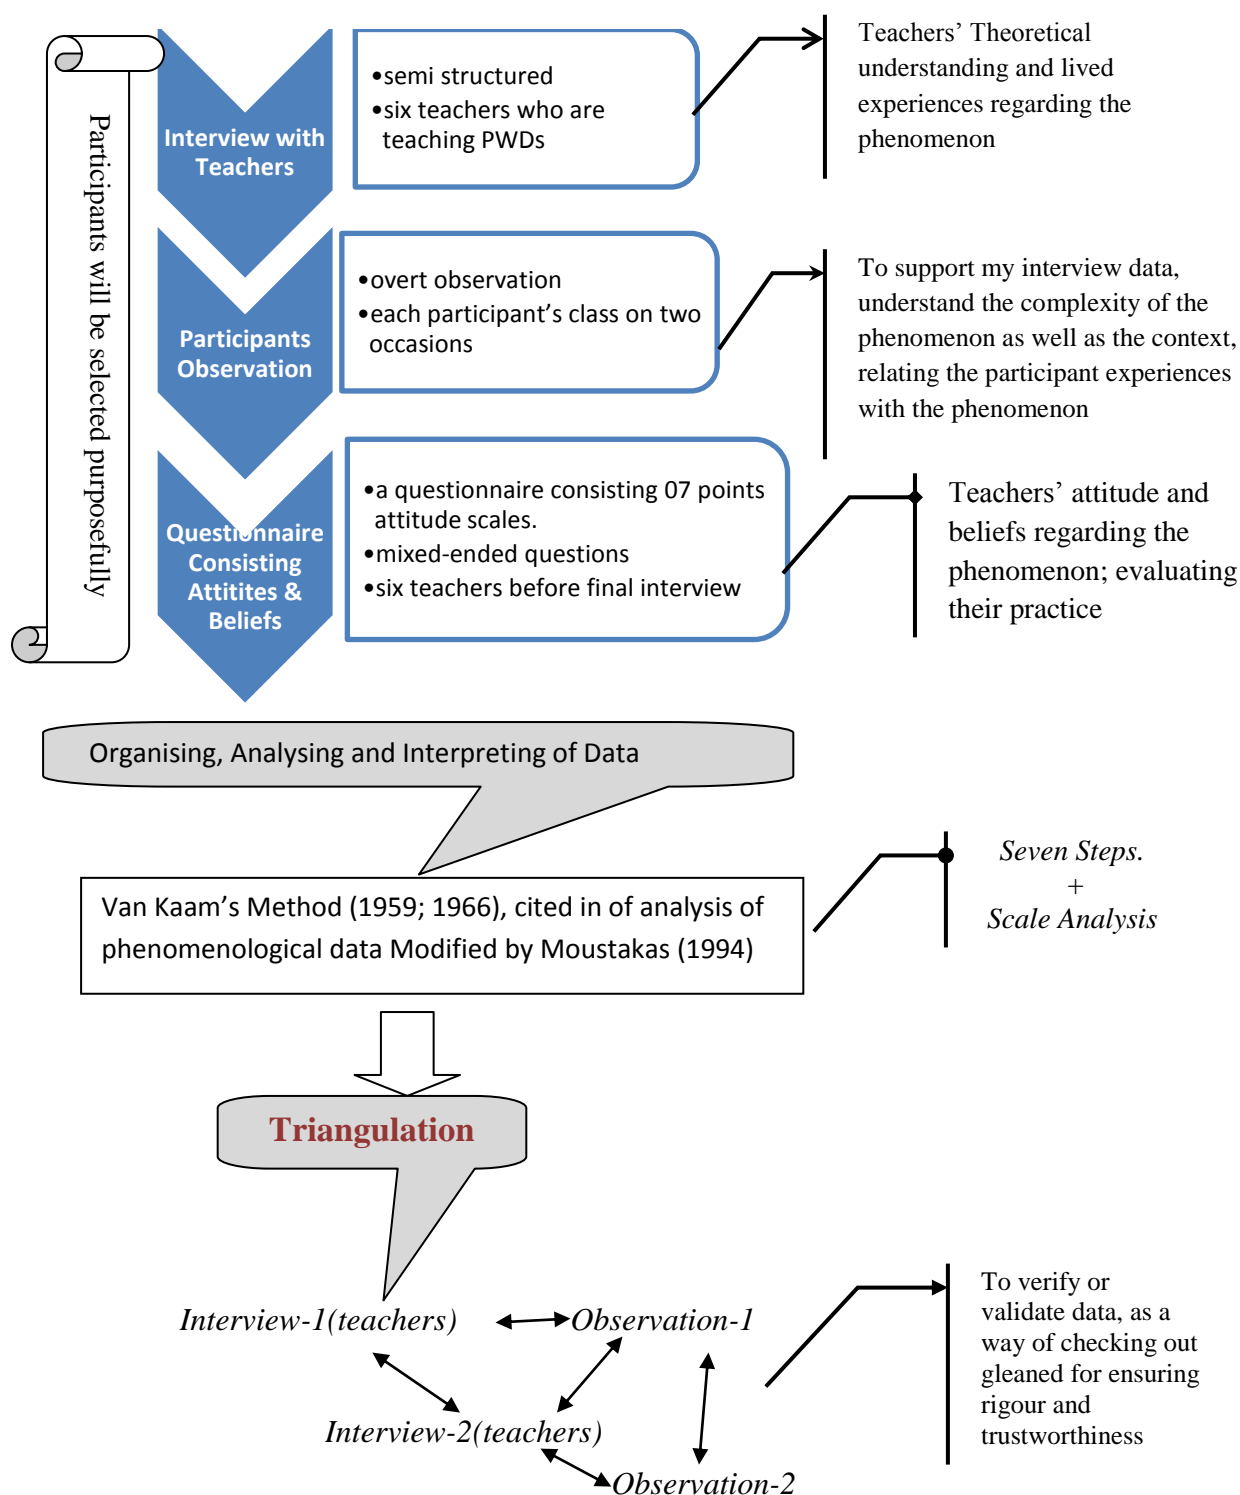 Participants will be selected purposefully
Interview with
Teachers
•semi structured
•six teachers who are
teaching PWDs
Teachers’ Theoretical
understanding and lived
experiences regarding the
phenomenon
Participants
Observation
•overt observation
•each participant’s class on two
occasions
To support my interview data,
understand the complexity of the
phenomenon as well as the context,
relating the participant experiences
with the phenomenon
Questionnaire
Consisting
Attitites &
Beliefs
•a questionnaire consisting 07 points
attitude scales.
•mixed-ended questions
•six teachers before final interview
Teachers’ attitude and
beliefs regarding the
phenomenon; evaluating
their practice
Organising, Analysing and Interpreting of Data
Van Kaam’s Method (1959; 1966), cited in of analysis of
phenomenological data Modified by Moustakas (1994)
Seven Steps.
+
Scale Analysis
Triangulation
Interview-1(teachers)
Observation-1
Interview-2(teachers)
Observation-2
To verify or
validate data, as a
way of checking out
gleaned for ensuring
rigour and
trustworthiness